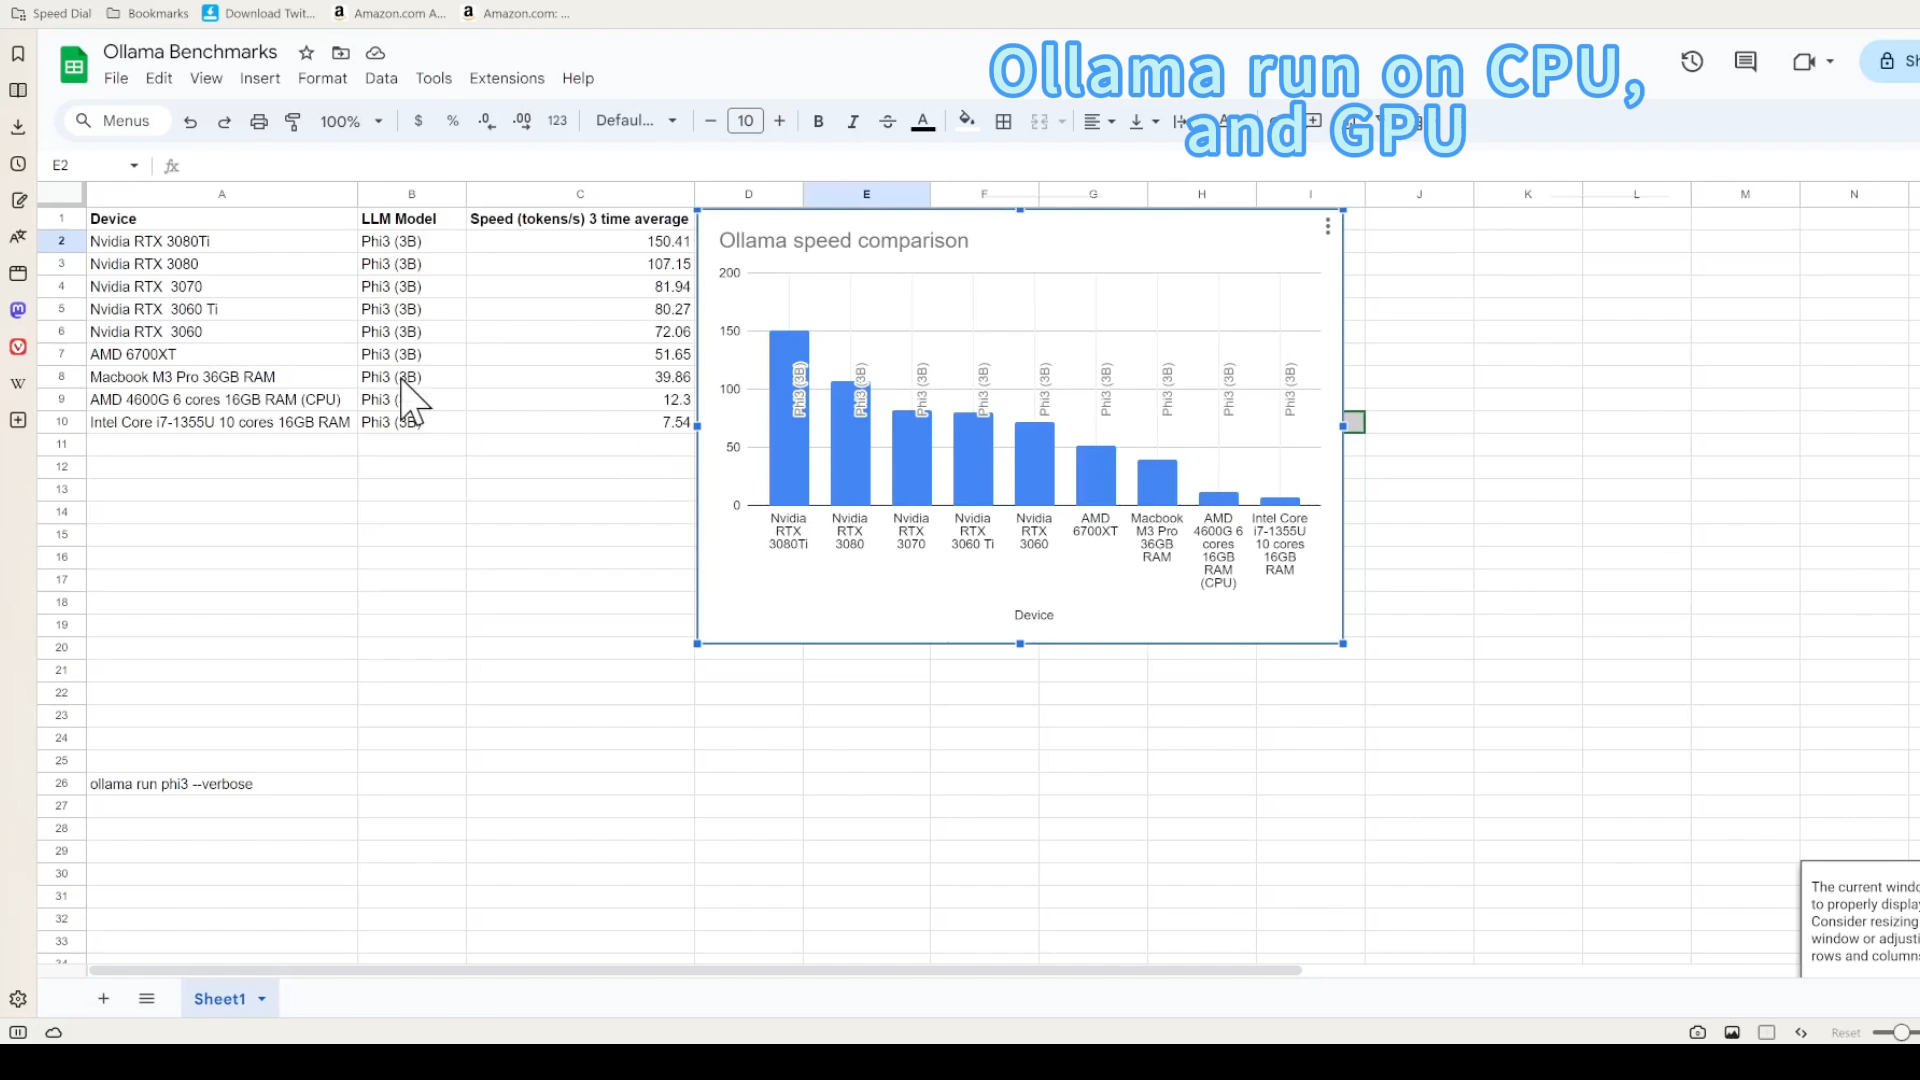 Speed Dial Bookmarks Download Twit... Amazon.com A... Amazon.com: ...
Ollama Benchmarks
File Edit View Insert Format Data Tools Extensions Help
Ollama run on CPU,
and GPU
Menus 100% $ % .0 .00 123 Defaul... 10 B I A
E2 fx
A B C D E F G H I J K L M N
1 Device LLM Model Speed (tokens/s) 3 time average
2 Nvidia RTX 3080Ti Phi3 (3B) 150.41
3 Nvidia RTX 3080 Phi3 (3B) 107.15
4 Nvidia RTX 3070 Phi3 (3B) 81.94
5 Nvidia RTX 3060 Ti Phi3 (3B) 80.27
6 Nvidia RTX 3060 Phi3 (3B) 72.06
7 AMD 6700XT Phi3 (3B) 51.65
8 Macbook M3 Pro 36GB RAM Phi3 (3B) 39.86
9 AMD 4600G 6 cores 16GB RAM (CPU) Phi3 ( 12.3
10 Intel Core i7-1355U 10 cores 16GB RAM Phi3 (3B) 7.54
11
12
13
14
15
16
17
18
19
20
21
22
23
24
25
26 ollama run phi3 --verbose
27
28
29
30
31
32
33
Ollama speed comparison
200
150
100
50
0
Phi3 (3B)
Phi3 (3B)
Phi3 (3B)
Phi3 (3B)
Phi3 (3B)
Phi3 (3B)
Phi3 (3B)
Phi3 (3B)
Phi3 (3B)
Nvidia
RTX
3080Ti
Nvidia
RTX
3080
Nvidia
RTX
3070
Nvidia
RTX
3060 Ti
Nvidia
RTX
3060
AMD
6700XT
Macbook
M3 Pro
36GB
RAM
AMD
4600G 6
cores
16GB
RAM
(CPU)
Intel Core
i7-1355U
10 cores
16GB
RAM
Device
The current windo
to properly display
Consider resizing
window or adjusti
rows and columns
Sheet1
Reset